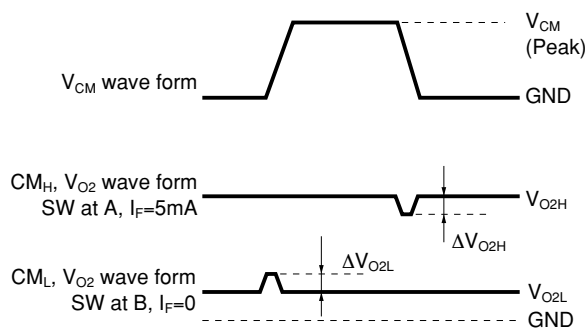 V_CM
(Peak)
V_CM wave form
GND
CM_H, V_O2 wave form
SW at A, I_F=5mA
V_O2H
ΔV_O2H
CM_L, V_O2 wave form
SW at B, I_F=0
ΔV_O2L
V_O2L
GND